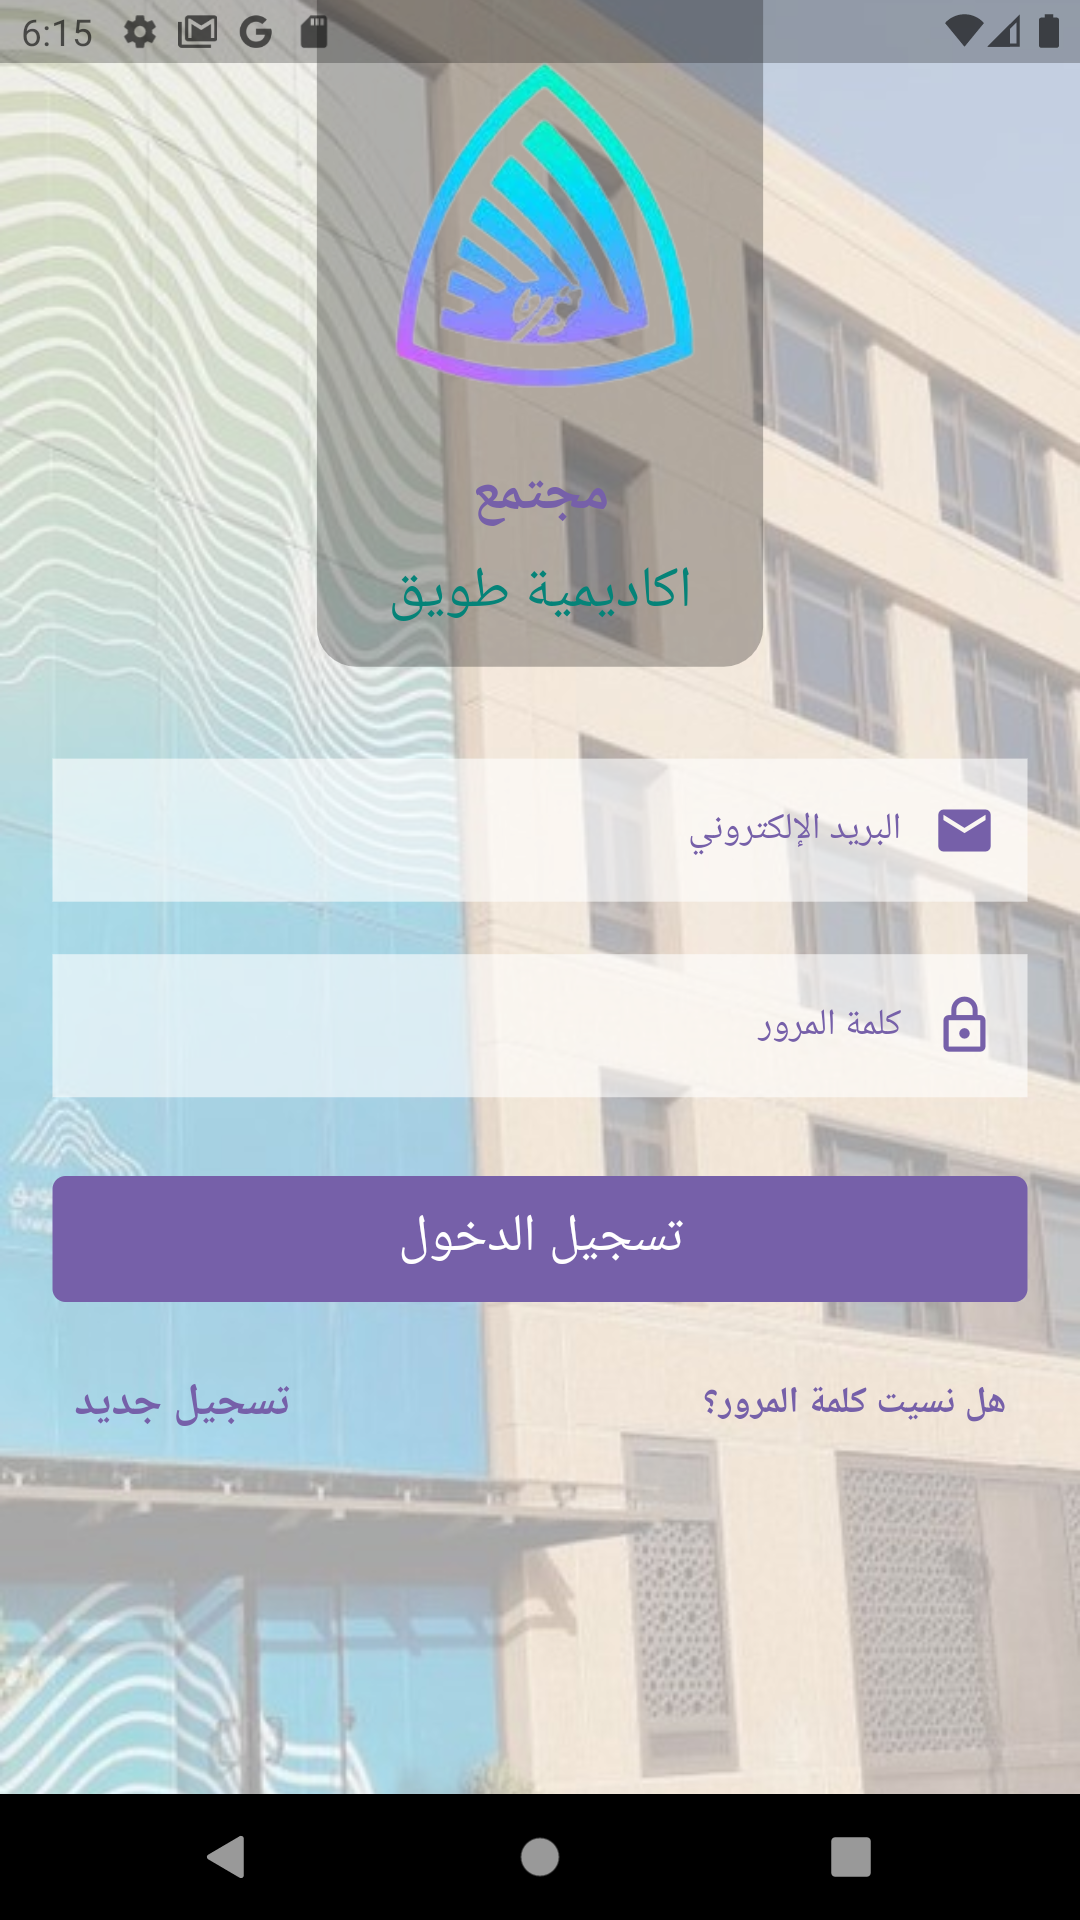 6:15
مجتمع
اكاديمية طويق
البريد الإلكتروني
كلمة المرور
تسجيل الدخول
هل نسيت كلمة المرور؟
تسجيل جديد